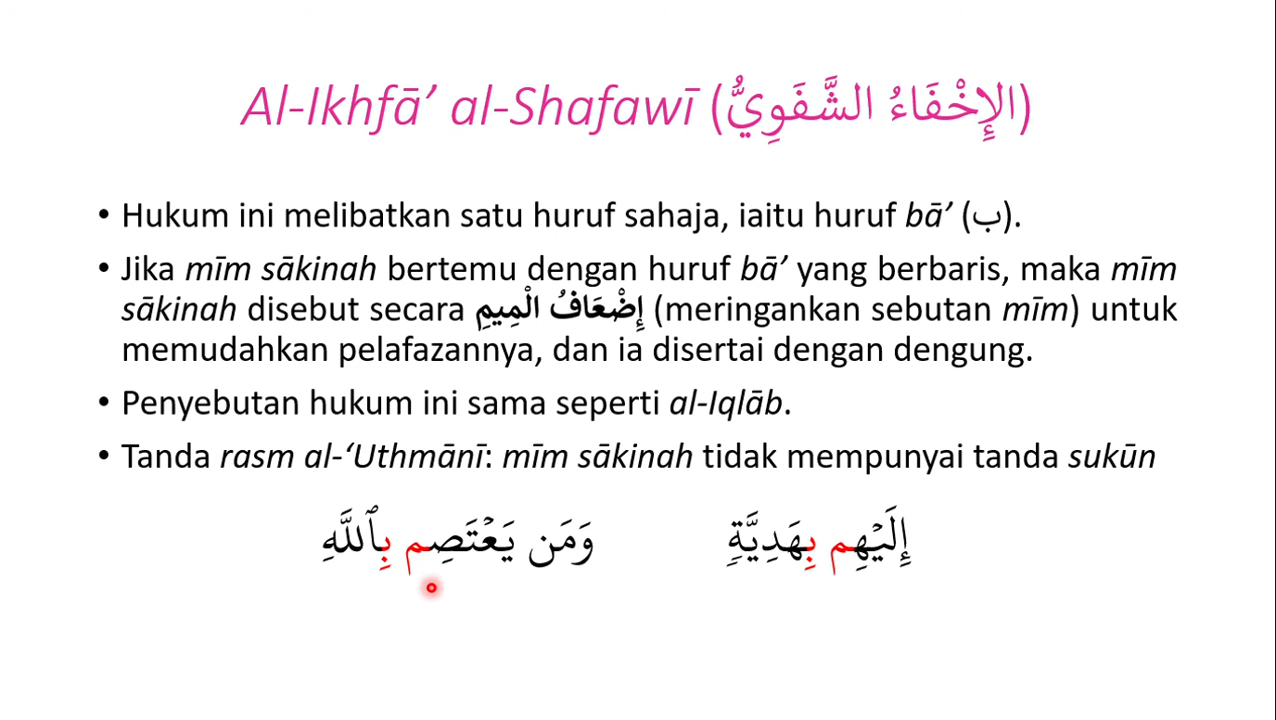 Al-Ikhfā’ al-Shafawī (الإِخْفَاءُ الشَّفَوِيُّ)
• Hukum ini melibatkan satu huruf sahaja, iaitu huruf bā’ (ب).
• Jika mīm sākinah bertemu dengan huruf bā’ yang berbaris, maka mīm
sākinah disebut secara إِضْعَافُ الْمِيمِ (meringankan sebutan mīm) untuk
memudahkan pelafazannya, dan ia disertai dengan dengung.
• Penyebutan hukum ini sama seperti al-Iqlāb.
• Tanda rasm al-‘Uthmānī: mīm sākinah tidak mempunyai tanda sukūn
إِلَيۡهِم بِهَدِيَّةٖ
وَمَن يَعۡتَصِم بِٱللَّهِ